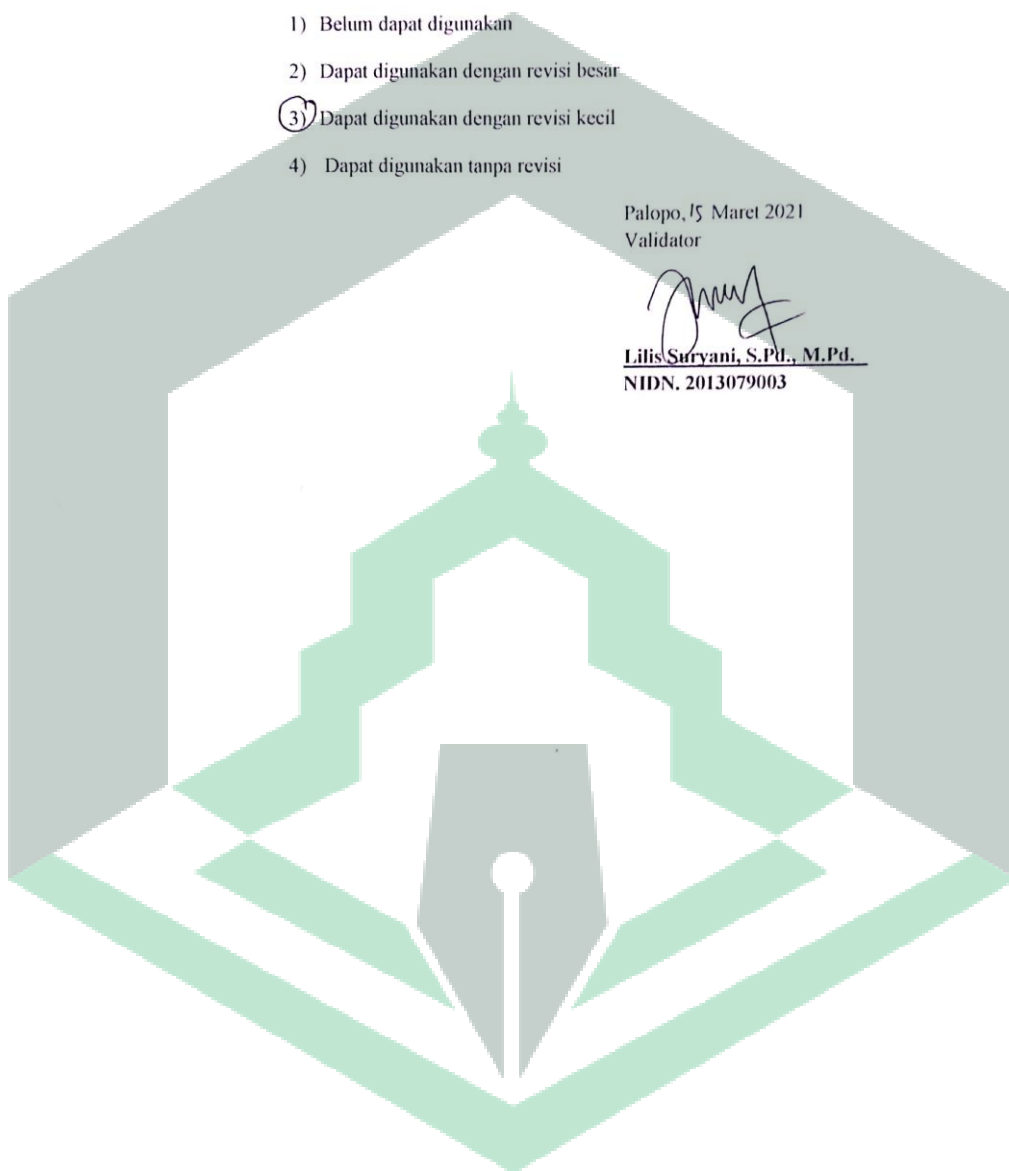 1) Belum dapat digunakan
2) Dapat digunakan dengan revisi besar
3) Dapat digunakan dengan revisi kecil
4) Dapat digunakan tanpa revisi
Palopo, 15 Maret 2021
Validator
Lilis Suryani, S.Pd., M.Pd.
NIDN. 2013079003